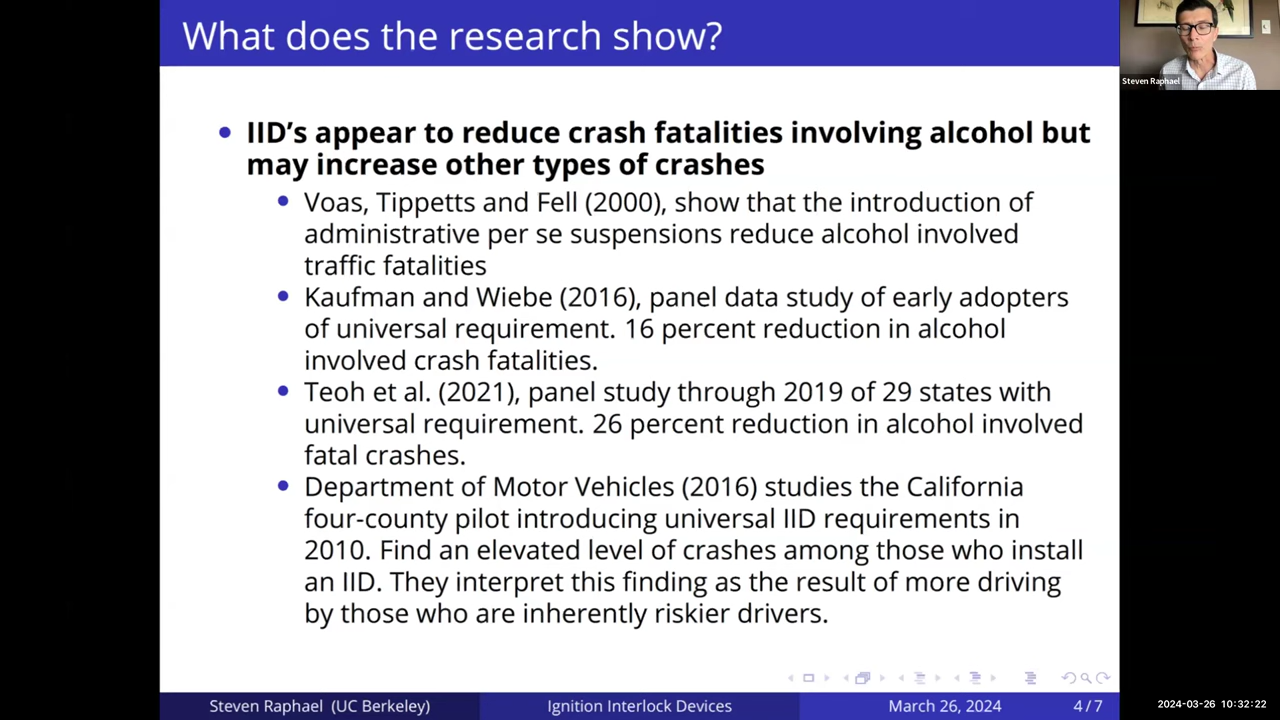 What does the research show?
Steven Raphael
• IID's appear to reduce crash fatalities involving alcohol but
may increase other types of crashes
• Voas, Tippetts and Fell (2000), show that the introduction of
administrative per se suspensions reduce alcohol involved
traffic fatalities
• Kaufman and Wiebe (2016), panel data study of early adopters
of universal requirement. 16 percent reduction in alcohol
involved crash fatalities.
• Teoh et al. (2021), panel study through 2019 of 29 states with
universal requirement. 26 percent reduction in alcohol involved
fatal crashes.
• Department of Motor Vehicles (2016) studies the California
four-county pilot introducing universal IID requirements in
2010. Find an elevated level of crashes among those who install
an IID. They interpret this finding as the result of more driving
by those who are inherently riskier drivers.
Steven Raphael (UC Berkeley) Ignition Interlock Devices March 26, 2024 4 / 7
2024-03-26 10:32:22